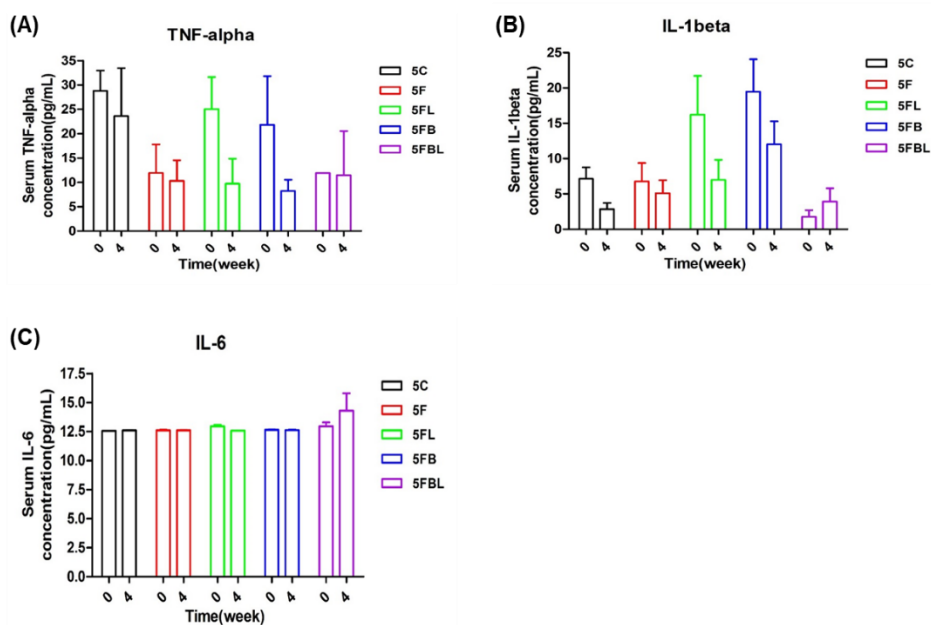 (A)
TNF-alpha
Serum TNF-alpha
concentration(pg/mL)
35
30
25
20
15
10
5
0
0 4 0 4 0 4 0 4 0 4
Time(week)
5C
5F
5FL
5FB
5FBL
(B)
IL-1beta
Serum IL-1beta
concentration(pg/mL)
25
20
15
10
5
0
0 4 0 4 0 4 0 4 0 4
Time(week)
5C
5F
5FL
5FB
5FBL
(C)
IL-6
Serum IL-6
concentration(pg/mL)
17.5
15.0
12.5
10.0
7.5
5.0
2.5
0.0
0 4 0 4 0 4 0 4 0 4
Time(week)
5C
5F
5FL
5FB
5FBL